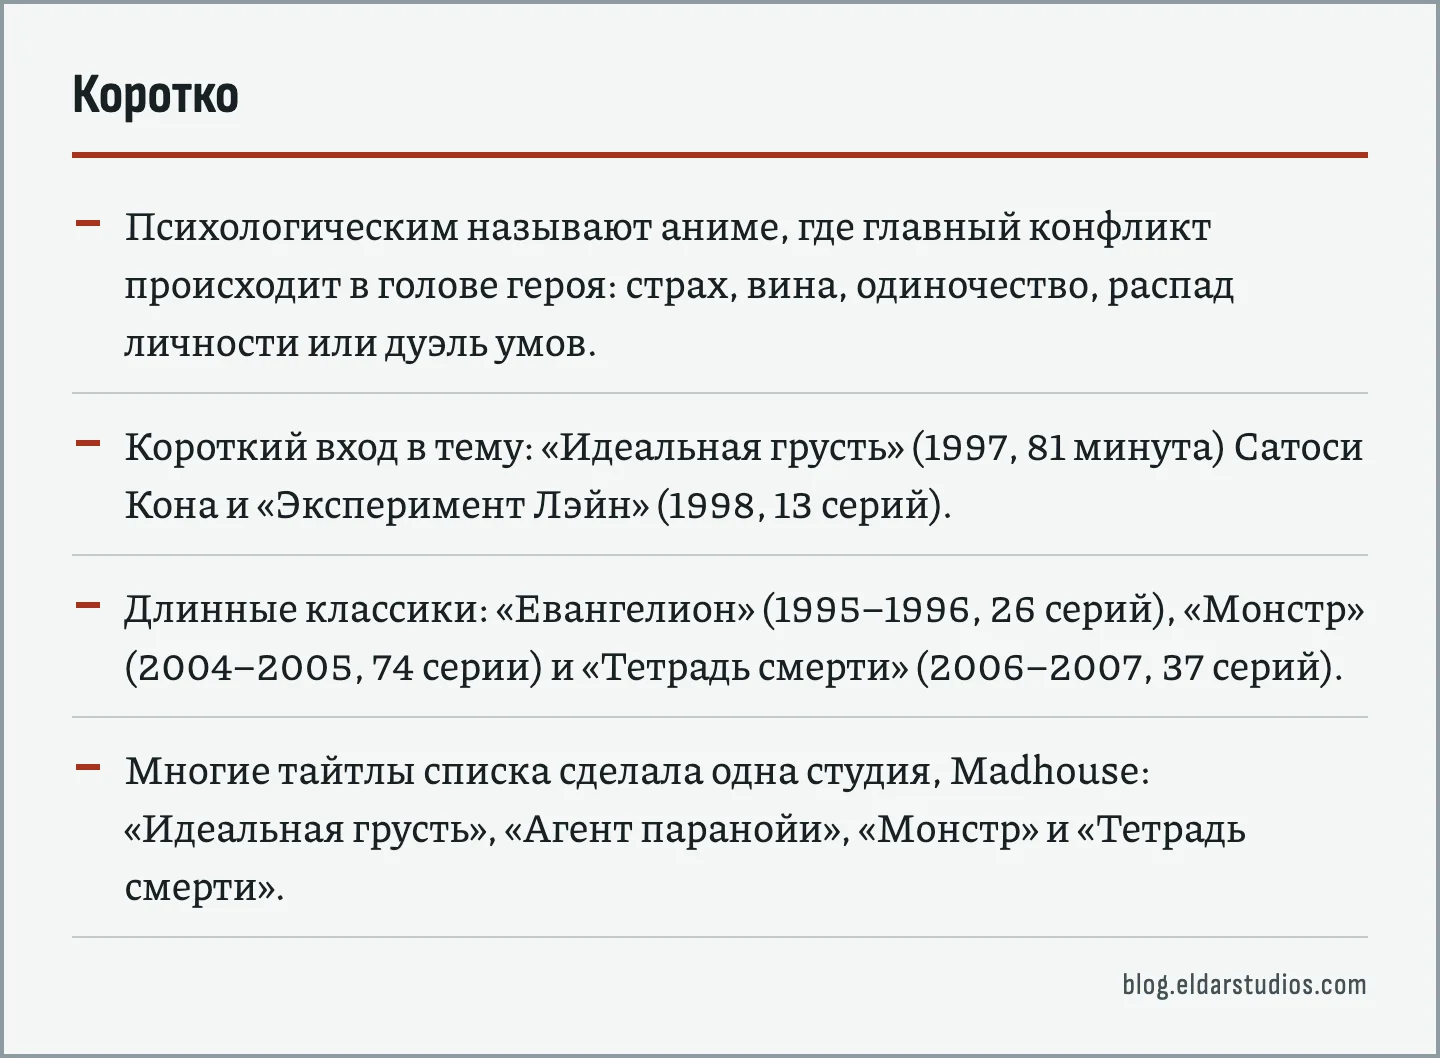 Коротко
Психологическим называют аниме, где главный конфликт
происходит в голове героя: страх, вина, одиночество, распад
личности или дуэль умов.
Короткий вход в тему: «Идеальная грусть» (1997, 81 минута) Сатоси
Кона и «Эксперимент Лэйн» (1998, 13 серий).
Длинные классики: «Евангелион» (1995–1996, 26 серий), «Монстр»
(2004–2005, 74 серии) и «Тетрадь смерти» (2006–2007, 37 серий).
Многие тайтлы списка сделала одна студия, Madhouse:
«Идеальная грусть», «Агент паранойи», «Монстр» и «Тетрадь
смерти».
blog.eldarstudios.com